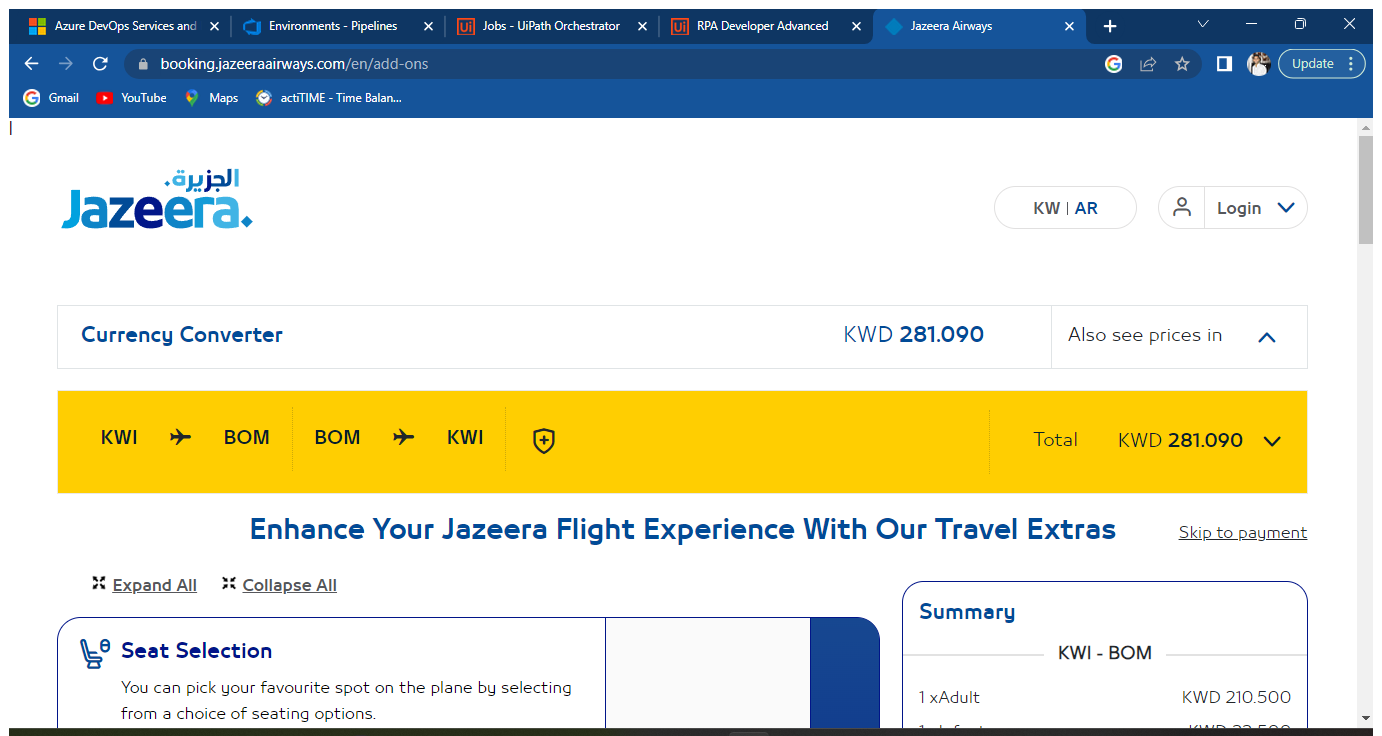 Azure DevOps Services and
Environments - Pipelines
Jobs - UiPath Orchestrator
RPA Developer Advanced
Jazeera Airways
booking.jazeeraairways.com/en/add-ons
Update
Gmail
YouTube
Maps
actiTIME - Time Balan...
الجزيرة
Jazeera
KW | AR
Login
Currency Converter
KWD 281.090
Also see prices in
KWI BOM
BOM KWI
Total KWD 281.090
Enhance Your Jazeera Flight Experience With Our Travel Extras
Skip to payment
Expand All
Collapse All
Seat Selection
You can pick your favourite spot on the plane by selecting
from a choice of seating options.
Summary
KWI - BOM
1 xAdult KWD 210.500